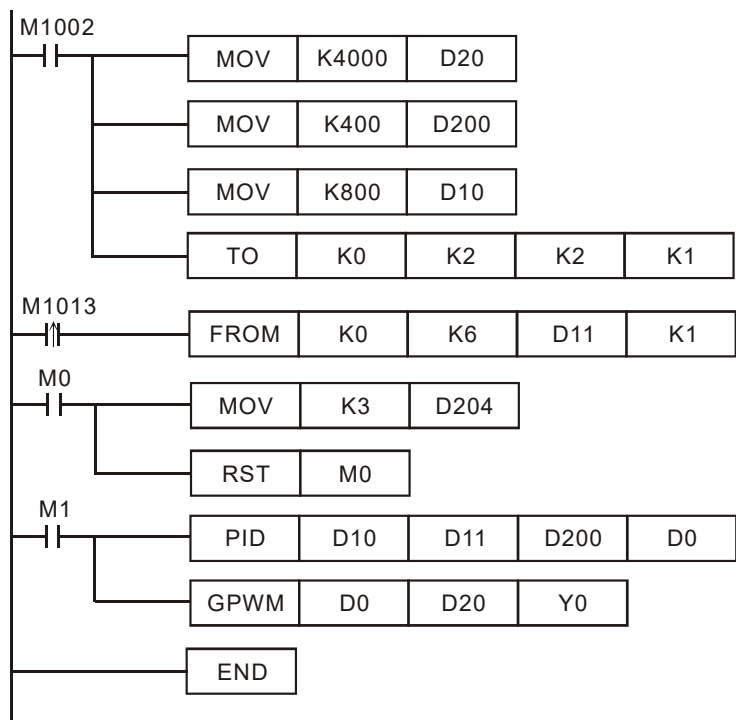 M1002
MOV K4000 D20
MOV K400 D200
MOV K800 D10
TO K0 K2 K2 K1
M1013
FROM K0 K6 D11 K1
M0
MOV K3 D204
RST M0
M1
PID D10 D11 D200 D0
GPWM D0 D20 Y0
END